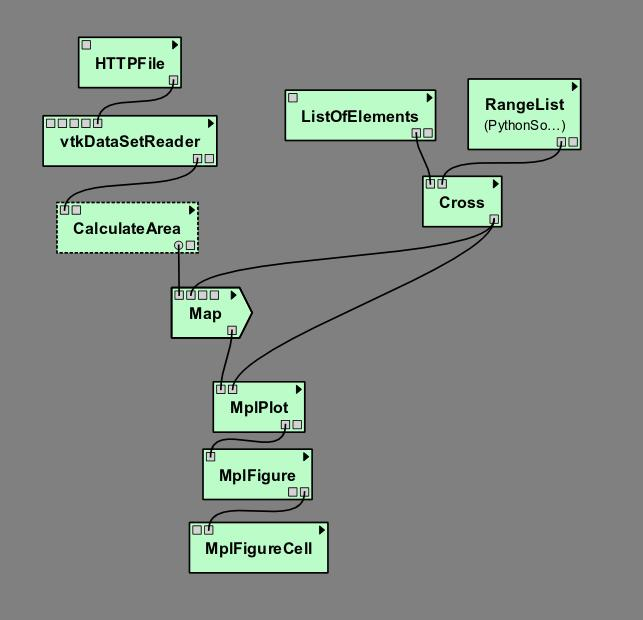 HTTPFile
vtkDataSetReader
ListOfElements
RangeList
(PythonSo...)
Cross
CalculateArea
Map
MplPlot
MplFigure
MplFigureCell